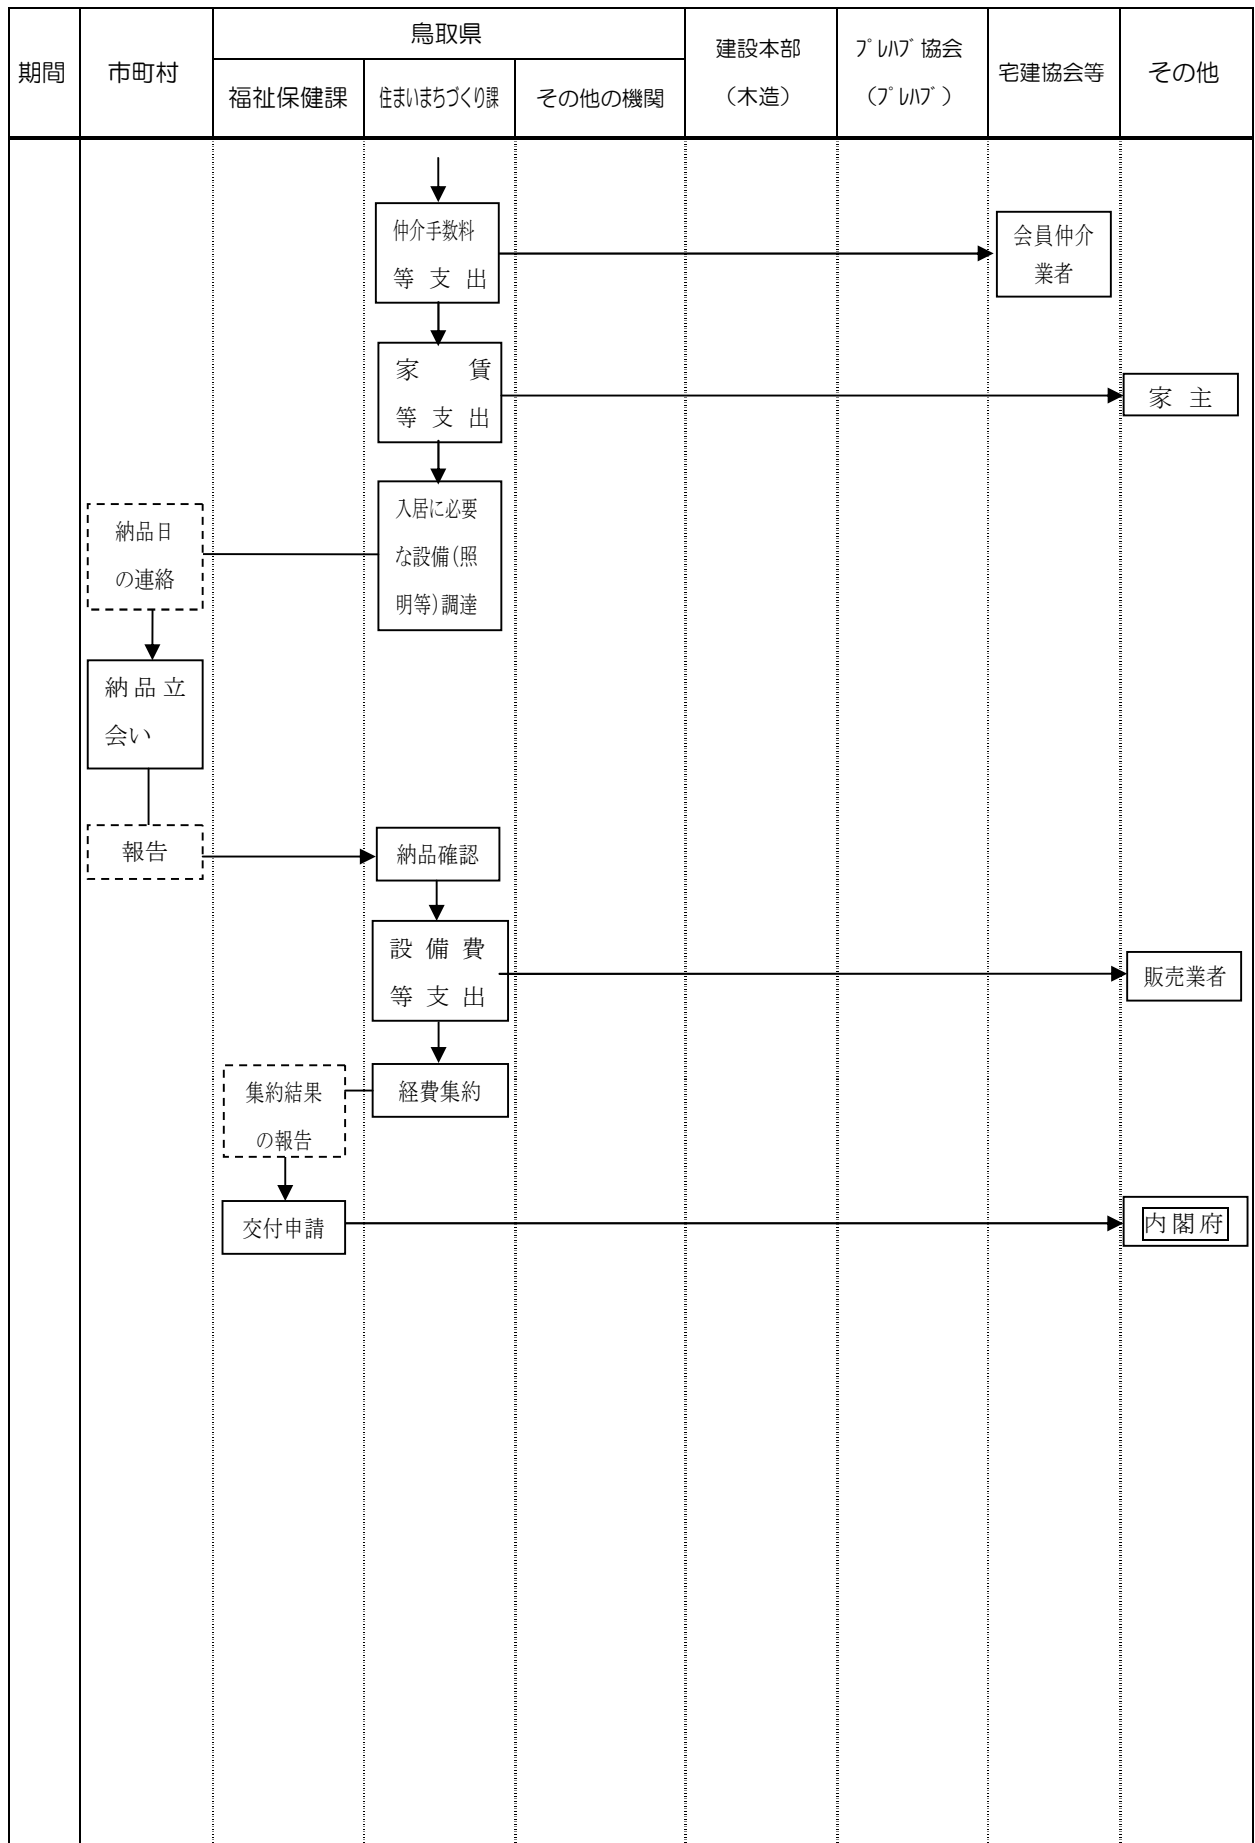 期間
市町村
鳥取県
福祉保健課
住まいまちづくり課
その他の機関
建設本部
（木造）
ﾌﾟﾚﾊﾌﾞ協会
（ﾌﾟﾚﾊﾌﾞ）
宅建協会等
その他
仲介手数料
等支出
会員仲介
業者
家賃
等支出
家主
入居に必要
な設備(照
明等)調達
納品日
の連絡
納品立
会い
報告
納品確認
設備費
等支出
販売業者
経費集約
集約結果
の報告
交付申請
内閣府